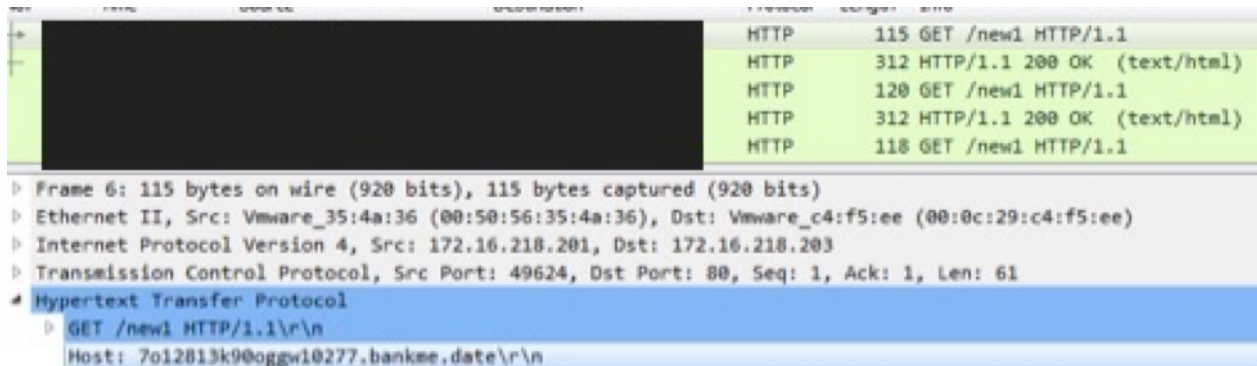 HTTP 115 GET /new1 HTTP/1.1
HTTP 312 HTTP/1.1 200 OK (text/html)
HTTP 120 GET /new1 HTTP/1.1
HTTP 312 HTTP/1.1 200 OK (text/html)
HTTP 118 GET /new1 HTTP/1.1
Frame 6: 115 bytes on wire (920 bits), 115 bytes captured (920 bits)
Ethernet II, Src: Vmware_35:4a:36 (00:50:56:35:4a:36), Dst: Vmware_c4:f5:ee (00:0c:29:c4:f5:ee)
Internet Protocol Version 4, Src: 172.16.218.201, Dst: 172.16.218.203
Transmission Control Protocol, Src Port: 49624, Dst Port: 80, Seq: 1, Ack: 1, Len: 61
Hypertext Transfer Protocol
GET /new1 HTTP/1.1\r\n
Host: 7o12813k90oggw10277.bankme.date\r\n